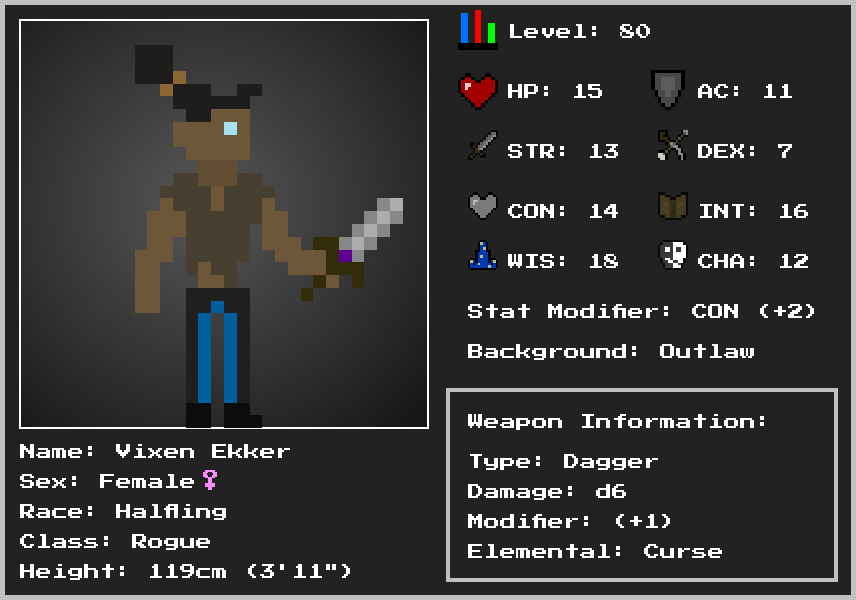 Level: 80
HP: 15
AC: 11
STR: 13
DEX: 7
CON: 14
INT: 16
WIS: 18
CHA: 12
Stat Modifier: CON (+2)
Background: Outlaw
Weapon Information:
Type: Dagger
Damage: d6
Modifier: (+1)
Elemental: Curse
Name: Vixen Ekker
Sex: Female♀
Race: Halfling
Class: Rogue
Height: 119cm (3'11")